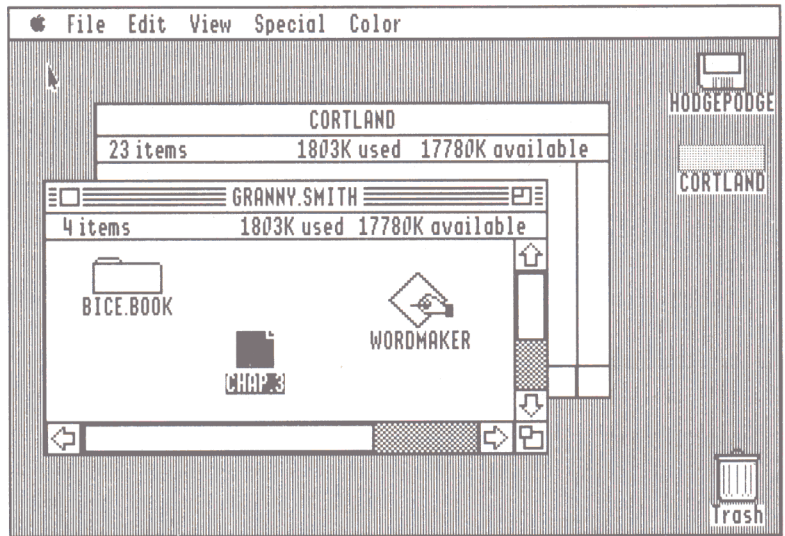 File Edit View Special Color
HODGEPODGE
CORTLAND
23 items 1803K used 17780K available
CORTLAND
GRANNY.SMITH
4 items 1803K used 17780K available
BICE.BOOK
WORDMAKER
CHAP.3
Trash